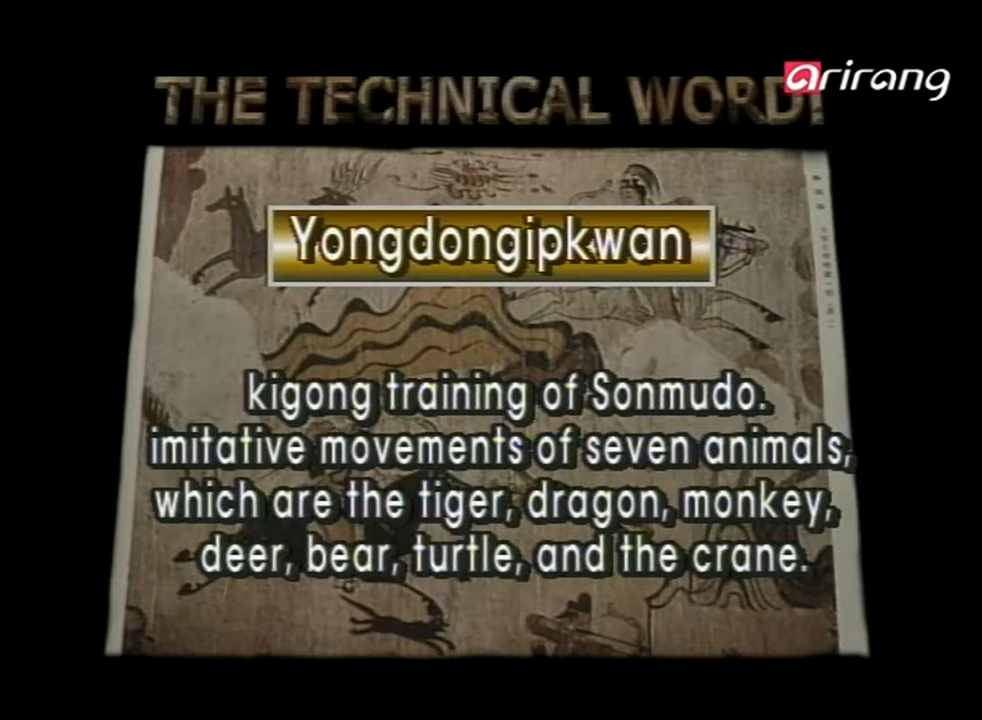 arirang
THE TECHNICAL WORD!
Yongdongipkwan
kigong training of Sonmudo.
imitative movements of seven animals,
which are the tiger, dragon, monkey,
deer, bear, turtle, and the crane.